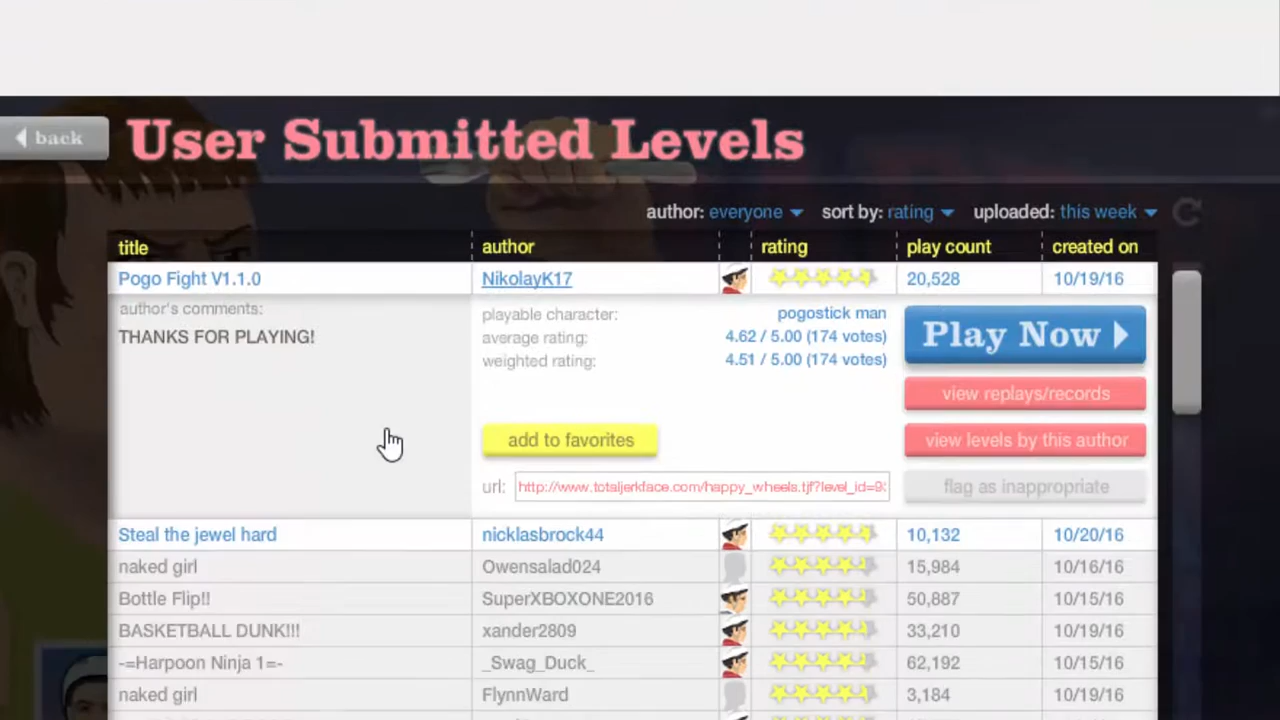 back
User Submitted Levels
author: everyone sort by: rating uploaded: this week
title author rating play count created on
Pogo Fight V1.1.0 NikolayK17 20,528 10/19/16
author's comments:
THANKS FOR PLAYING!
playable character: pogostick man
average rating: 4.62 / 5.00 (174 votes)
weighted rating: 4.51 / 5.00 (174 votes)
Play Now
view replays/records
add to favorites
view levels by this author
url: http://www.totaljerkface.com/happy_wheels.tjf?level_id=9
flag as inappropriate
Steal the jewel hard nicklasbrock44 10,132 10/20/16
naked girl Owensalad024 15,984 10/16/16
Bottle Flip!! SuperXBOXONE2016 50,887 10/15/16
BASKETBALL DUNK!!! xander2809 33,210 10/19/16
-=Harpoon Ninja 1=- _Swag_Duck_ 62,192 10/15/16
naked girl FlynnWard 3,184 10/19/16